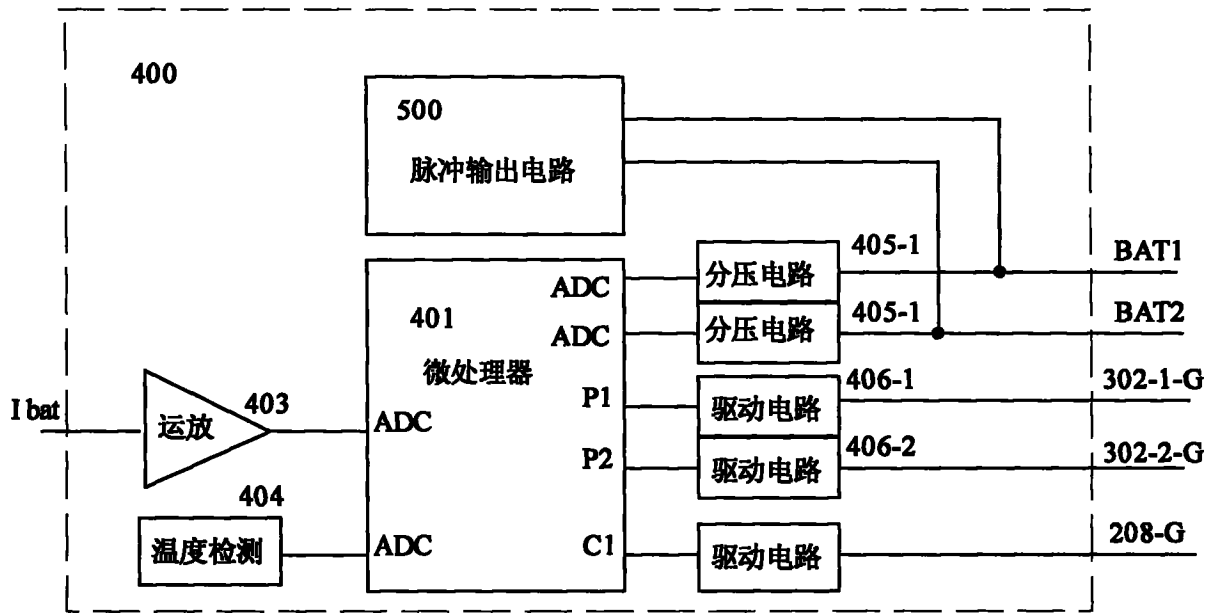 400
500
脉冲输出电路
405-1
BAT1
ADC
分压电路
401
405-1
BAT2
ADC
分压电路
微处理器
406-1
302-1-G
I bat
运放
403
ADC
P1
驱动电路
406-2
302-2-G
P2
驱动电路
404
温度检测
ADC
C1
驱动电路
208-G